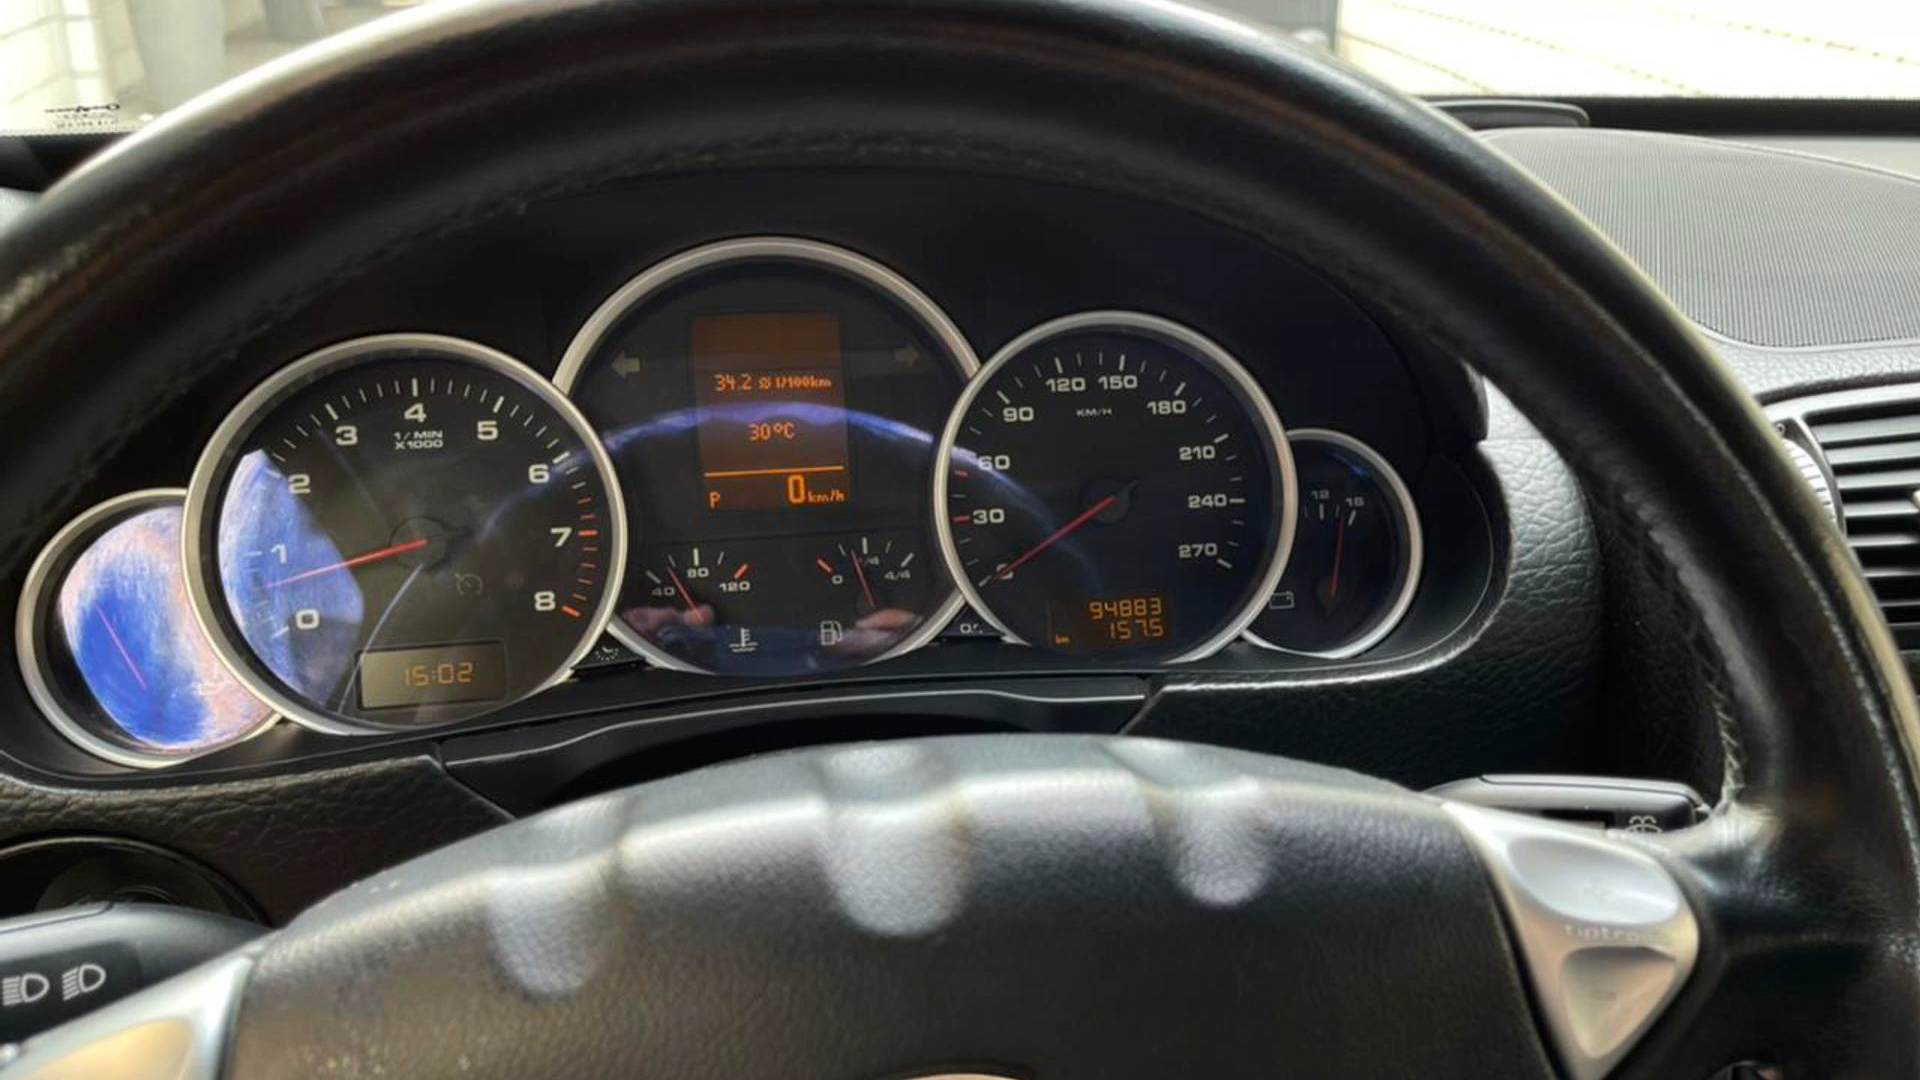 1
2
3
4
5
6
7
8
0
1/MIN
X1000
15:02
34.2 l/100km
30°C
P 0 km/h
40 80 120
0 4/4
30
60
90
120
150
180
210
240
270
KM/H
94883
km 157.5
12 16
tiptronic